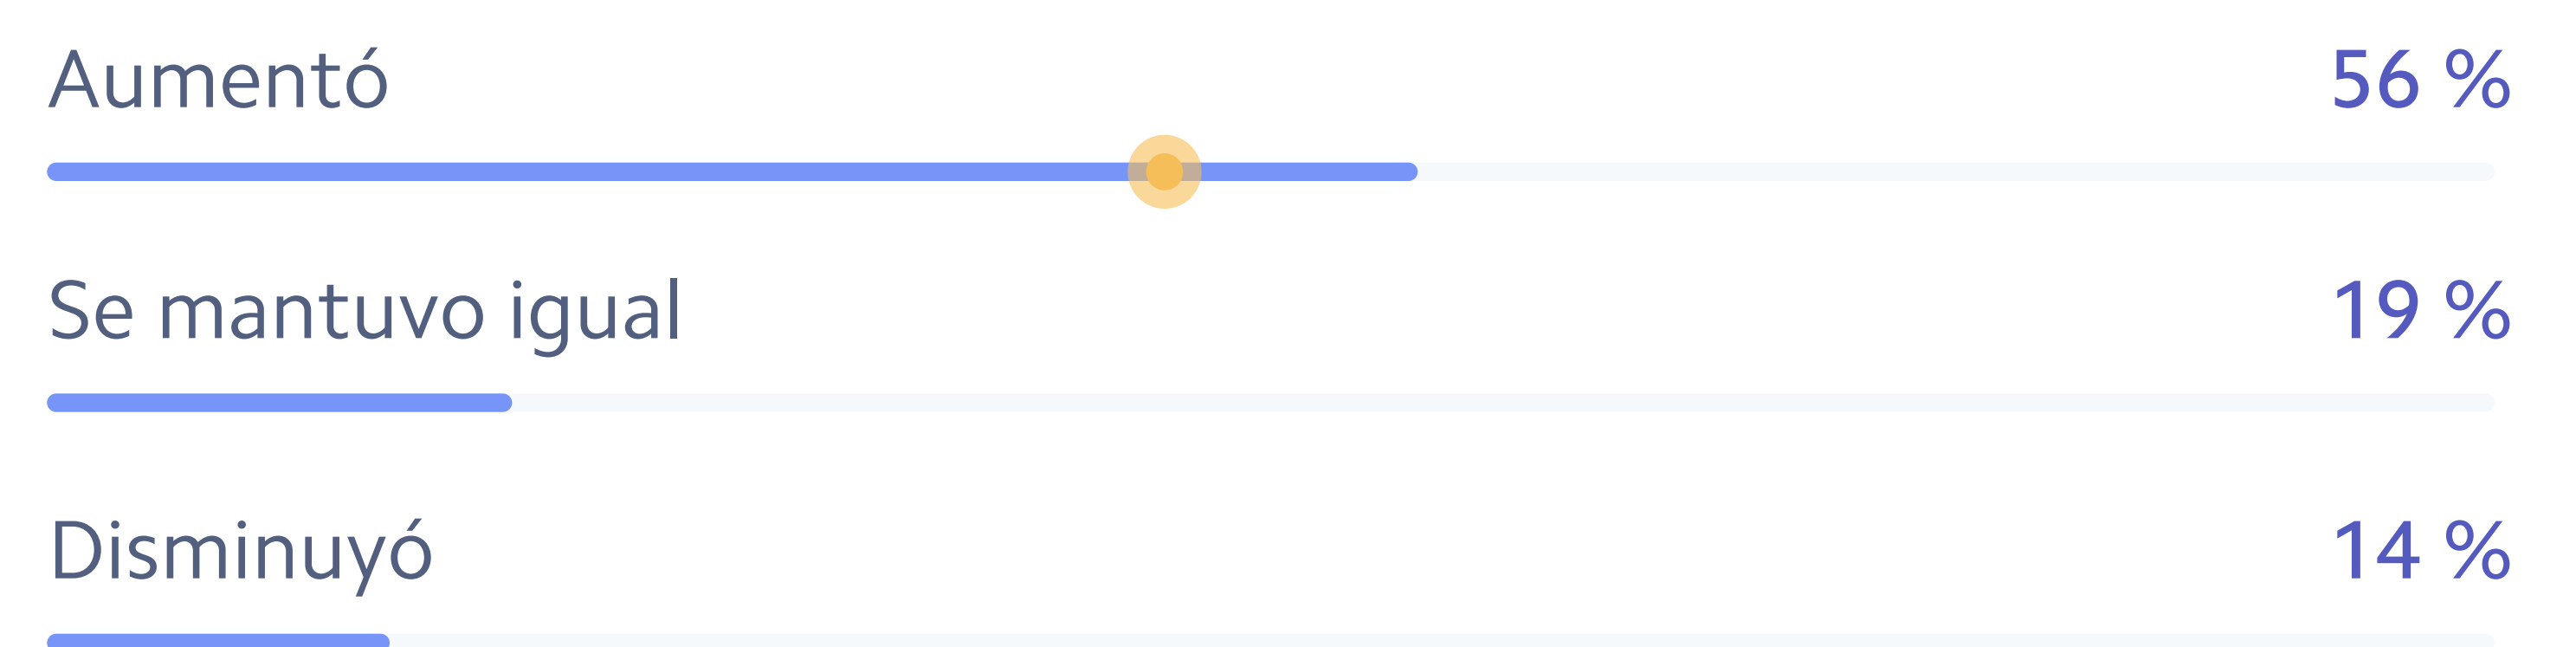 Aumentó 56 %
Se mantuvo igual 19 %
Disminuyó 14 %